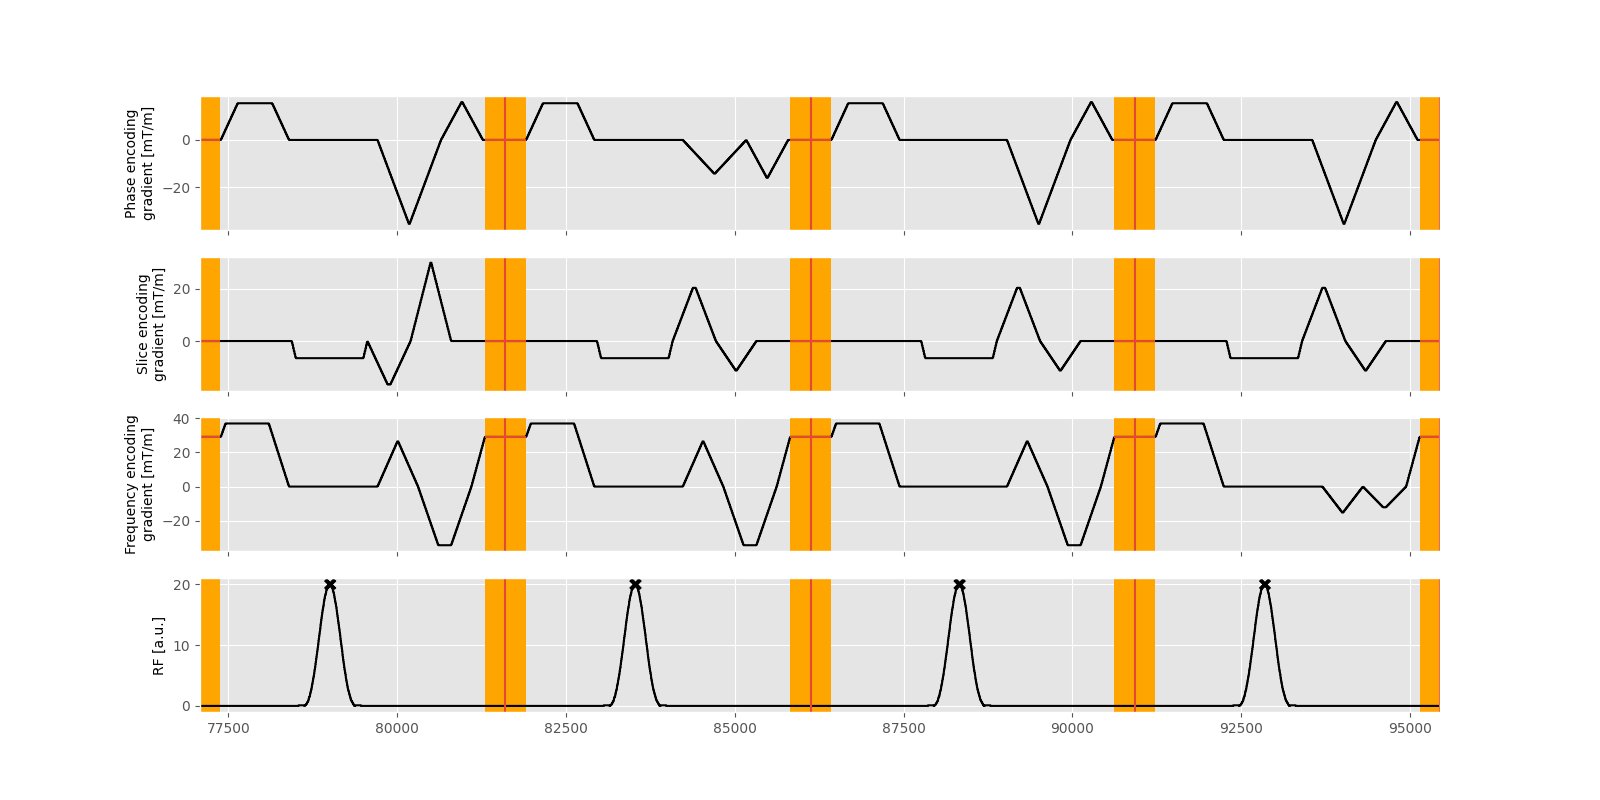 Phase encoding
gradient [mT/m]
0
−20
Slice encoding
gradient [mT/m]
20
0
Frequency encoding
gradient [mT/m]
40
20
0
−20
RF [a.u.]
20
10
0
77500 80000 82500 85000 87500 90000 92500 95000